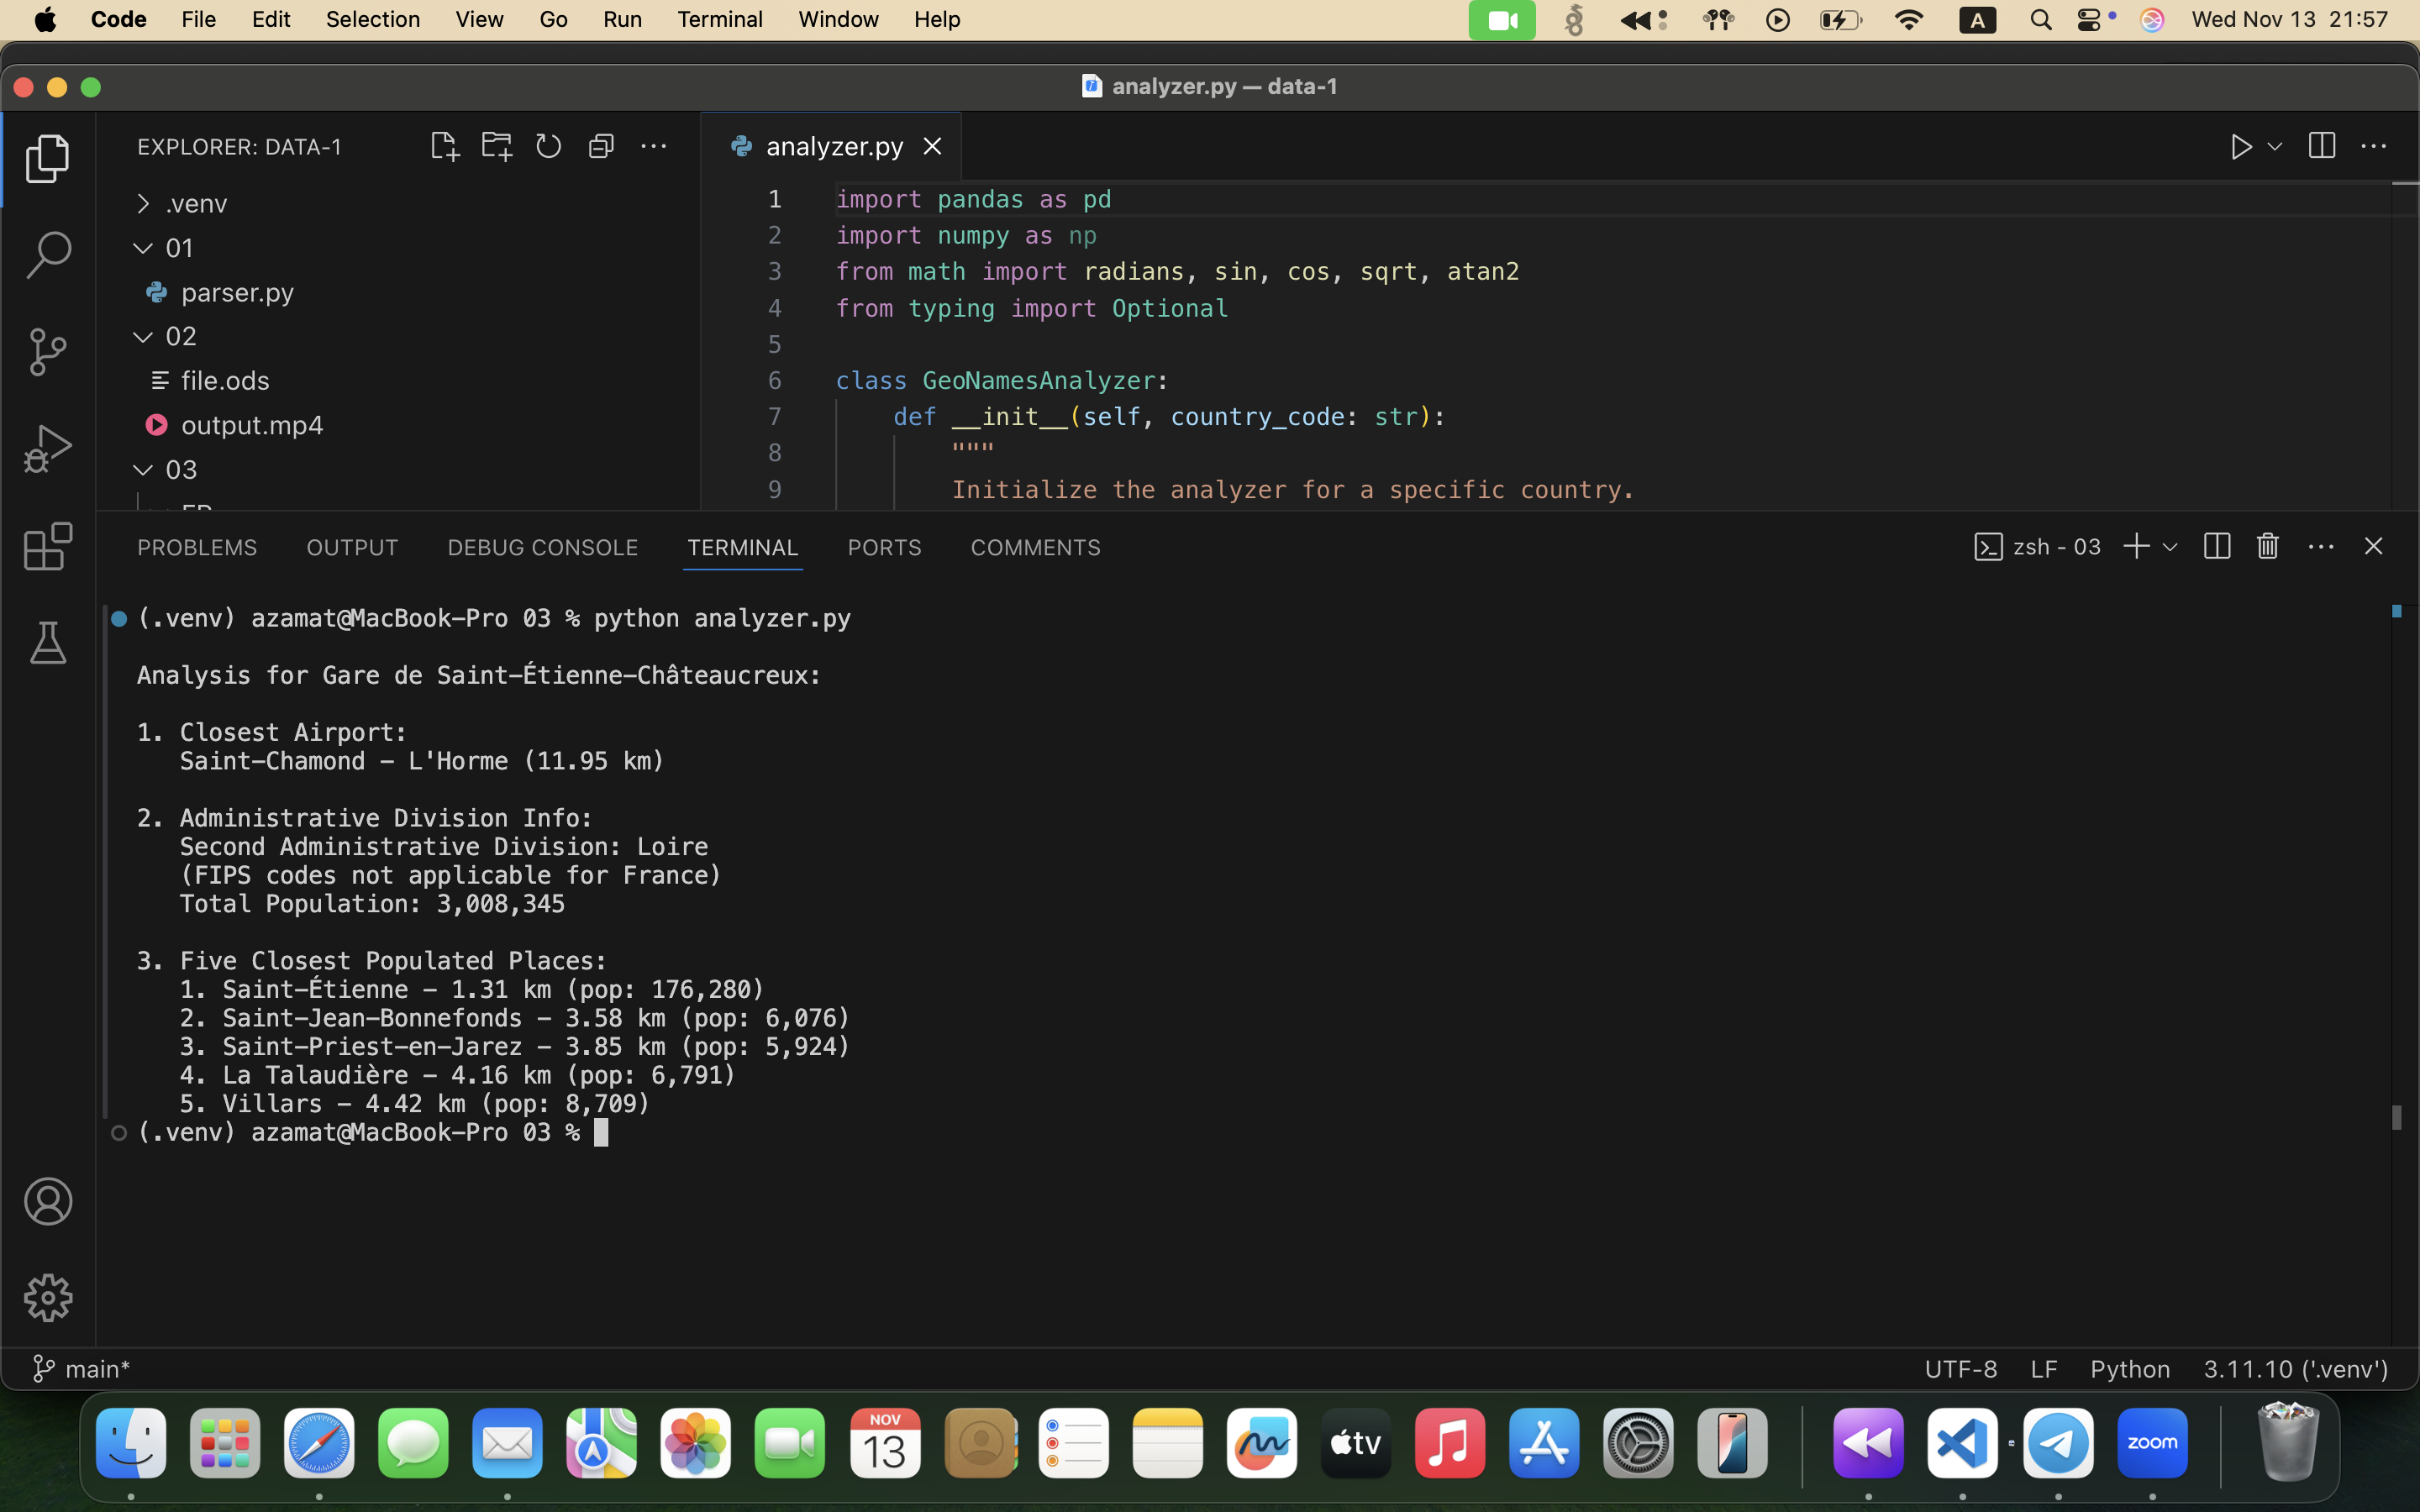 Code File Edit Selection View Go Run Terminal Window Help
A
Wed Nov 13 21:57
analyzer.py — data-1
EXPLORER: DATA-1
.venv
01
parser.py
02
file.ods
output.mp4
03
analyzer.py
1 import pandas as pd
2 import numpy as np
3 from math import radians, sin, cos, sqrt, atan2
4 from typing import Optional
5
6 class GeoNamesAnalyzer:
7 def __init__(self, country_code: str):
8 """
9 Initialize the analyzer for a specific country.
PROBLEMS OUTPUT DEBUG CONSOLE TERMINAL PORTS COMMENTS
zsh - 03
(.venv) azamat@MacBook-Pro 03 % python analyzer.py
Analysis for Gare de Saint-Étienne-Châteaucreux:
1. Closest Airport:
Saint-Chamond - L'Horme (11.95 km)
2. Administrative Division Info:
Second Administrative Division: Loire
(FIPS codes not applicable for France)
Total Population: 3,008,345
3. Five Closest Populated Places:
1. Saint-Étienne - 1.31 km (pop: 176,280)
2. Saint-Jean-Bonnefonds - 3.58 km (pop: 6,076)
3. Saint-Priest-en-Jarez - 3.85 km (pop: 5,924)
4. La Talaudière - 4.16 km (pop: 6,791)
5. Villars - 4.42 km (pop: 8,709)
(.venv) azamat@MacBook-Pro 03 %
main*
UTF-8 LF Python 3.11.10 ('.venv')
NOV
13
tv
zoom